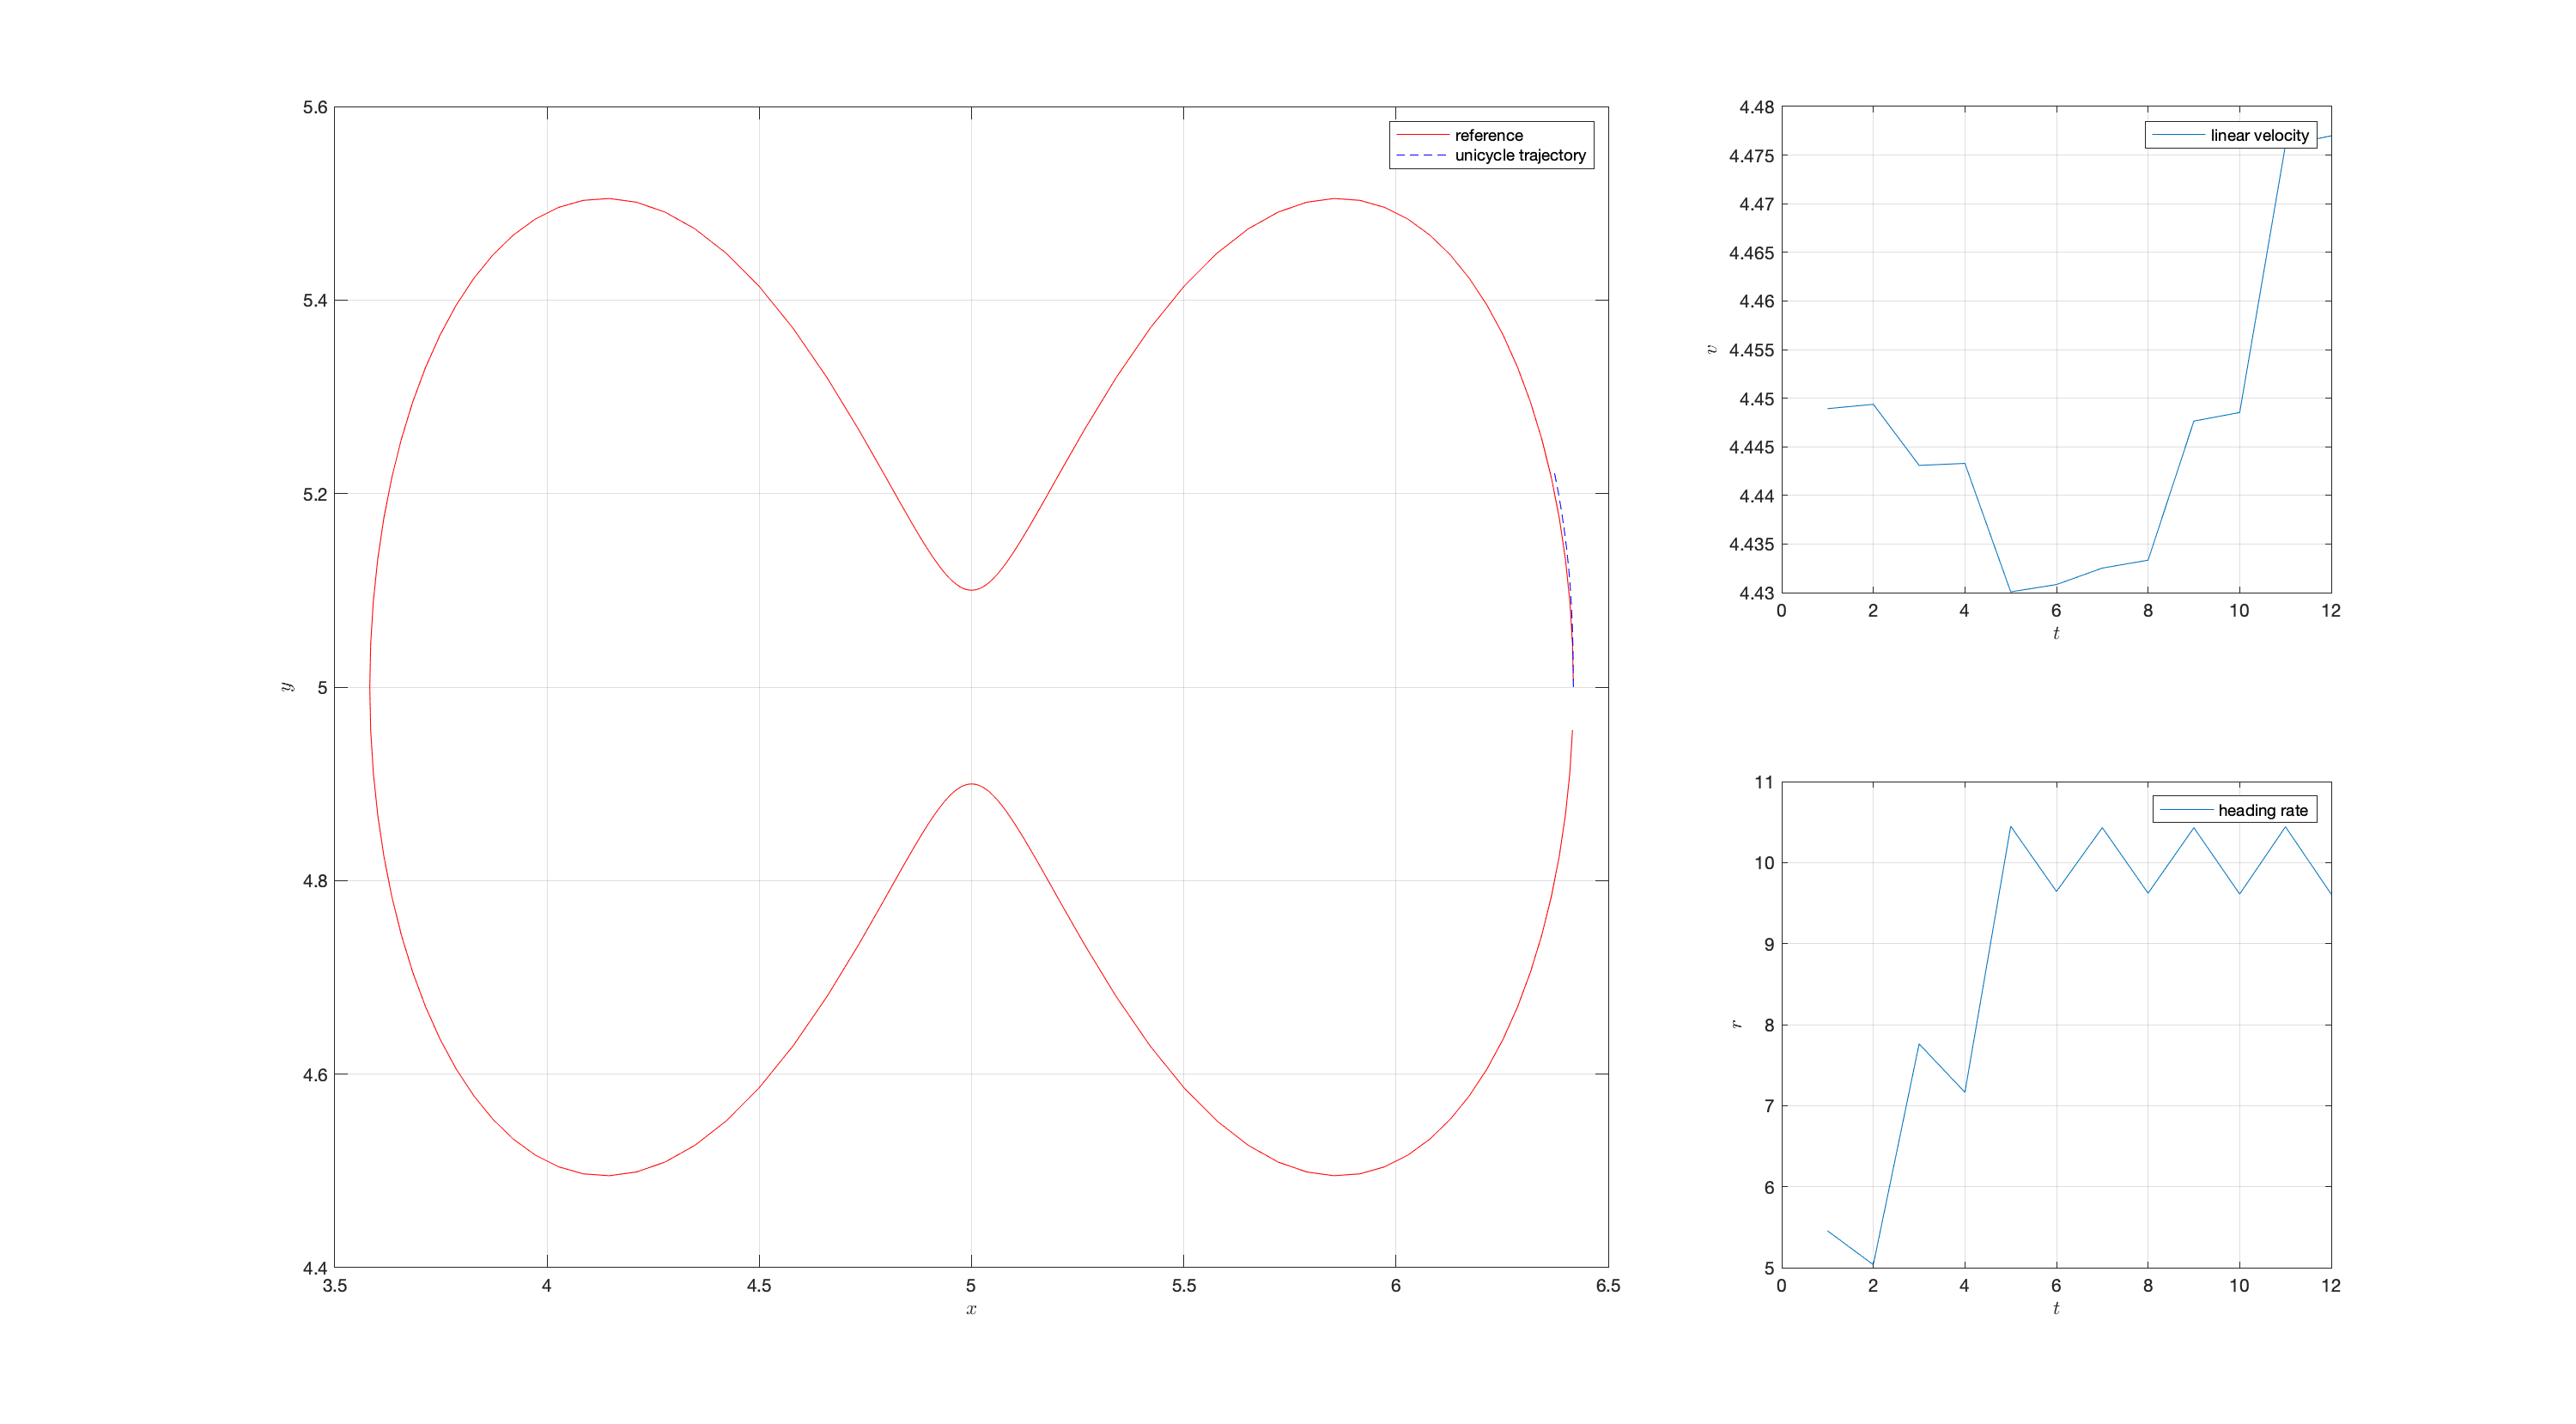 5.6
5.4
5.2
5
4.8
4.6
4.4
3.5 4 4.5 5 5.5 6 6.5
x
y
reference
unicycle trajectory
4.48
4.475
4.47
4.465
4.46
4.455
4.45
4.445
4.44
4.435
4.43
0 2 4 6 8 10 12
t
v
linear velocity
11
10
9
8
7
6
5
0 2 4 6 8 10 12
t
r
heading rate